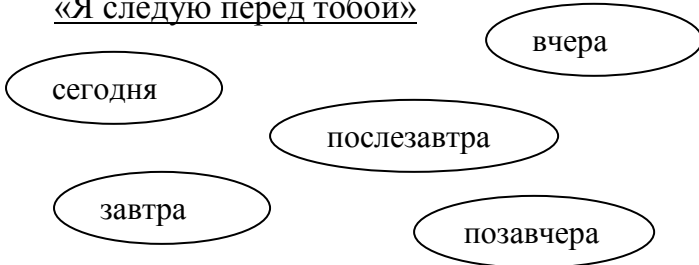 «Я следую перед тобой»
вчера
сегодня
послезавтра
завтра
позавчера